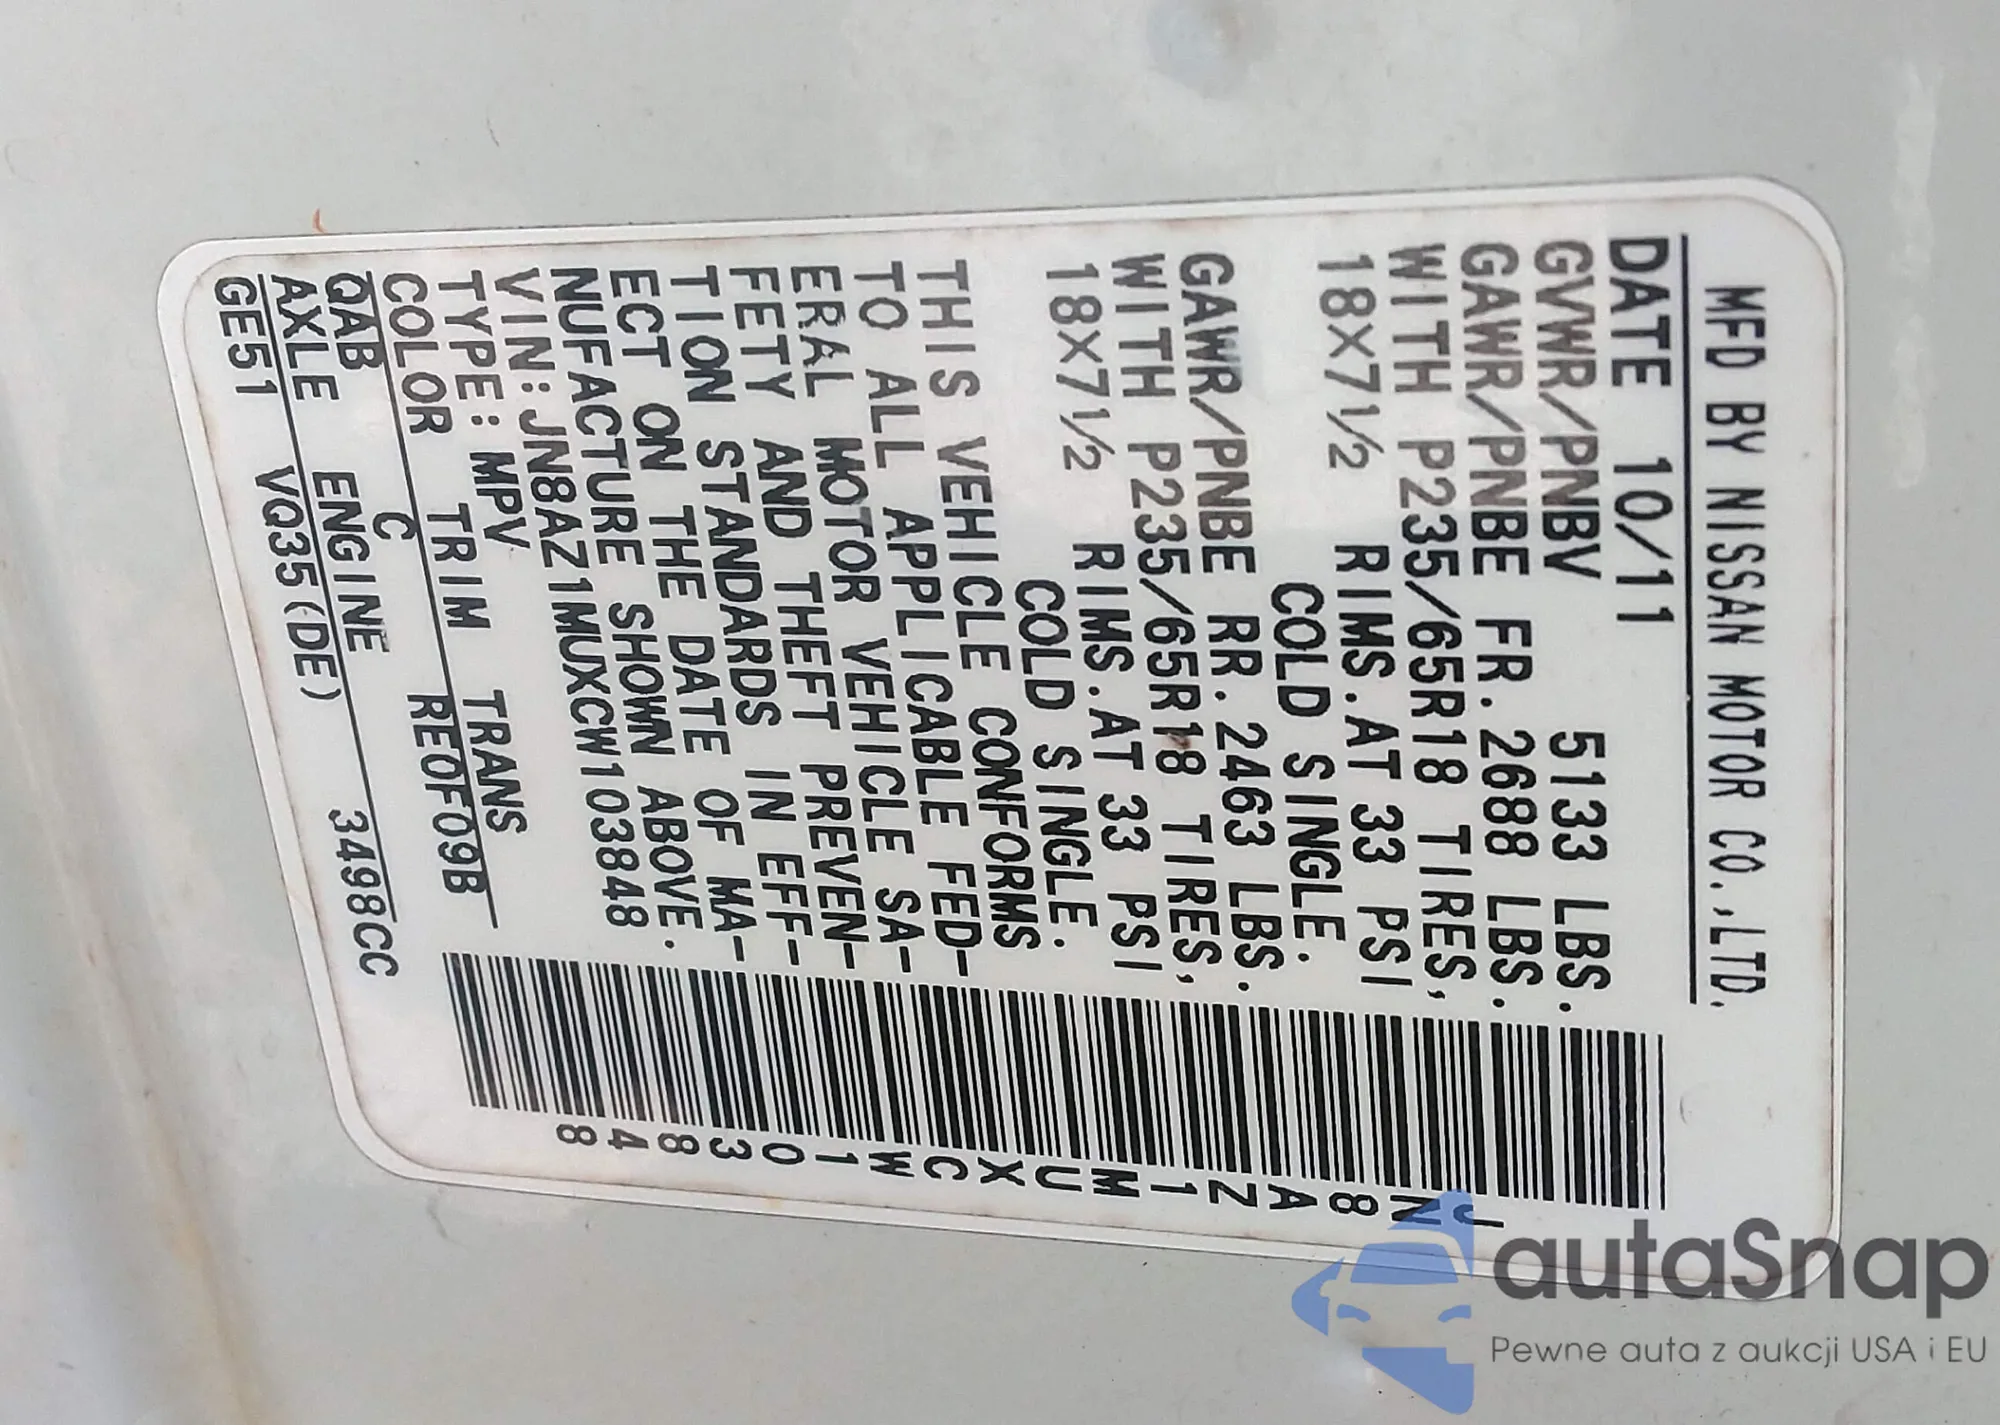 MFD BY NISSAN MOTOR CO.,LTD.
DATE 10/11
GVWR/PNBV 5133 LBS.
GAWR/PNBE FR.2688 LBS.
WITH P235/65R18 TIRES,
18×7½ RIMS.AT 33 PSI
COLD SINGLE.
GAWR/PNBE RR.2463 LBS.
WITH P235/65R18 TIRES,
18×7½ RIMS.AT 33 PSI
COLD SINGLE.
THIS VEHICLE CONFORMS
TO ALL APPLICABLE FED-
ERAL MOTOR VEHICLE SA-
FETY AND THEFT PREVEN-
TION STANDARDS IN EFF-
ECT ON THE DATE OF MA-
NUFACTURE SHOWN ABOVE.
VIN:JN8AZ1MUXCW103848
TYPE:MPV
COLOR TRIM TRANS
QAB C RE0F09B
AXLE ENGINE
GE51 VQ35(DE) 3498CC
JN8AZ1MUXCW103848
autaSnap
Pewne auta z aukcji USA i EU